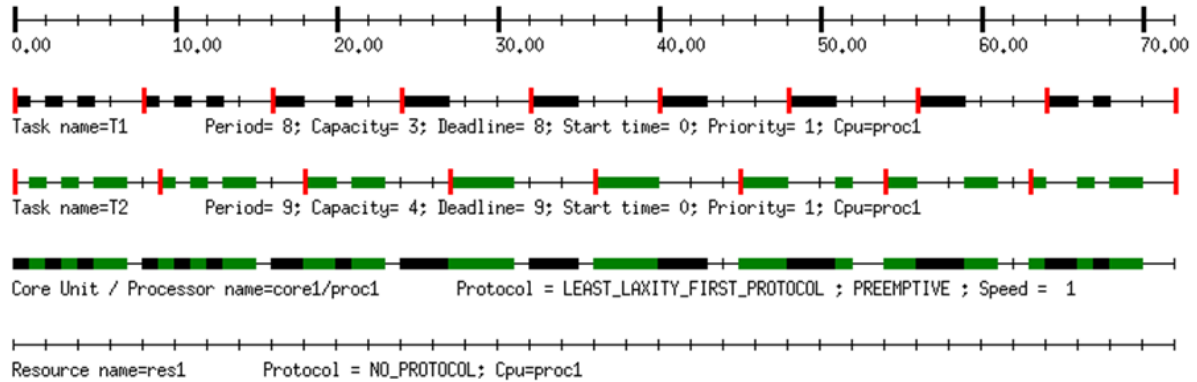 0.00 10.00 20.00 30.00 40.00 50.00 60.00 70.00
Task name=T1 Period= 8; Capacity= 3; Deadline= 8; Start time= 0; Priority= 1; Cpu=proc1
Task name=T2 Period= 9; Capacity= 4; Deadline= 9; Start time= 0; Priority= 1; Cpu=proc1
Core Unit / Processor name=core1/proc1 Protocol = LEAST_LAXITY_FIRST_PROTOCOL ; PREEMPTIVE ; Speed = 1
Resource name=res1 Protocol = NO_PROTOCOL; Cpu=proc1